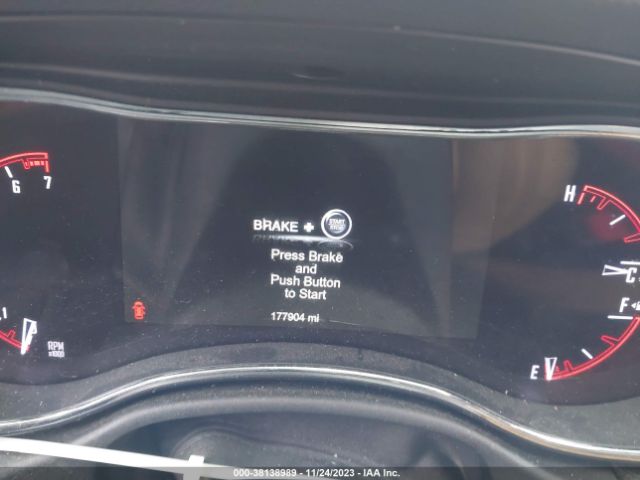 6 7
H
START
STOP
BRAKE +
Press Brake
and
Push Button
to Start
C
F
1
177904 mi
RPM
x1000
E
000-38138989 - 11/24/2023 - IAA Inc.